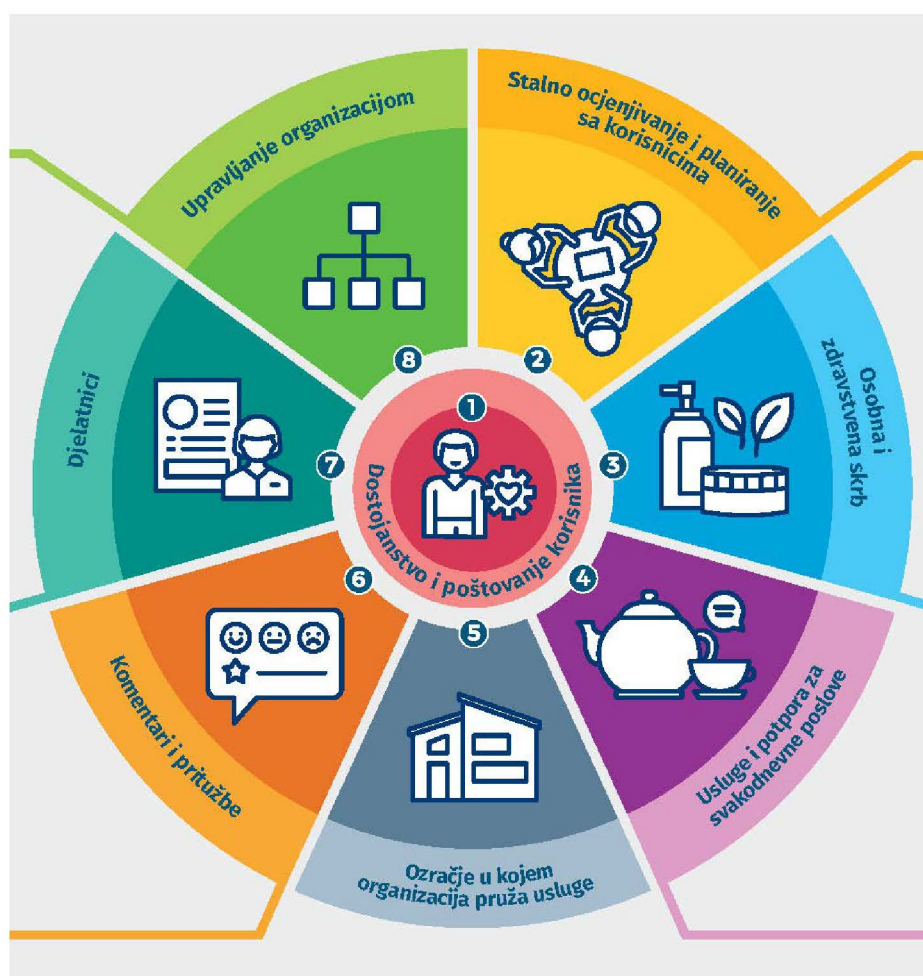 1
Dostojanstvo i poštovanje korisnika
2
Stalno ocjenjivanje i planiranje
sa korisnicima
3
Osobna i
zdravstvena skrb
4
Usluge i potpora za
svakodnevne poslove
5
Ozračje u kojem
organizacija pruža usluge
6
Komentari i pritužbe
7
Djelatnici
8
Upravljanje organizacijom